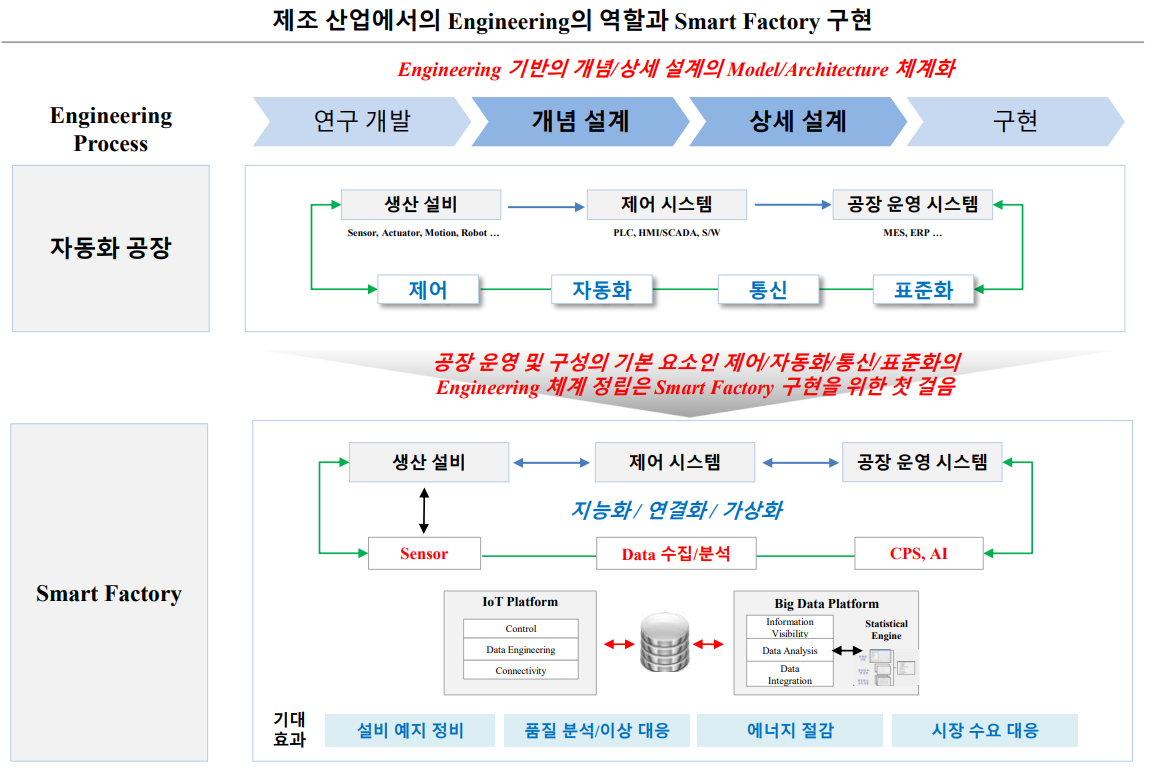 제조 산업에서의 Engineering의 역할과 Smart Factory 구현
Engineering 기반의 개념/상세 설계의 Model/Architecture 체계화
Engineering
Process
연구 개발
개념 설계
상세 설계
구현
자동화 공장
생산 설비
제어 시스템
공장 운영 시스템
Sensor, Actuator, Motion, Robot ...
PLC, HMI/SCADA, S/W
MES, ERP ...
제어
자동화
통신
표준화
공장 운영 및 구성의 기본 요소인 제어/자동화/통신/표준화의
Engineering 체계 정립은 Smart Factory 구현을 위한 첫 걸음
Smart Factory
생산 설비
제어 시스템
공장 운영 시스템
지능화 / 연결화 / 가상화
Sensor
Data 수집/분석
CPS, AI
IoT Platform
Control
Data Engineering
Connectivity
Big Data Platform
Information
Visibility
Data Analysis
Data
Integration
Statistical
Engine
기대
효과
설비 예지 정비
품질 분석/이상 대응
에너지 절감
시장 수요 대응